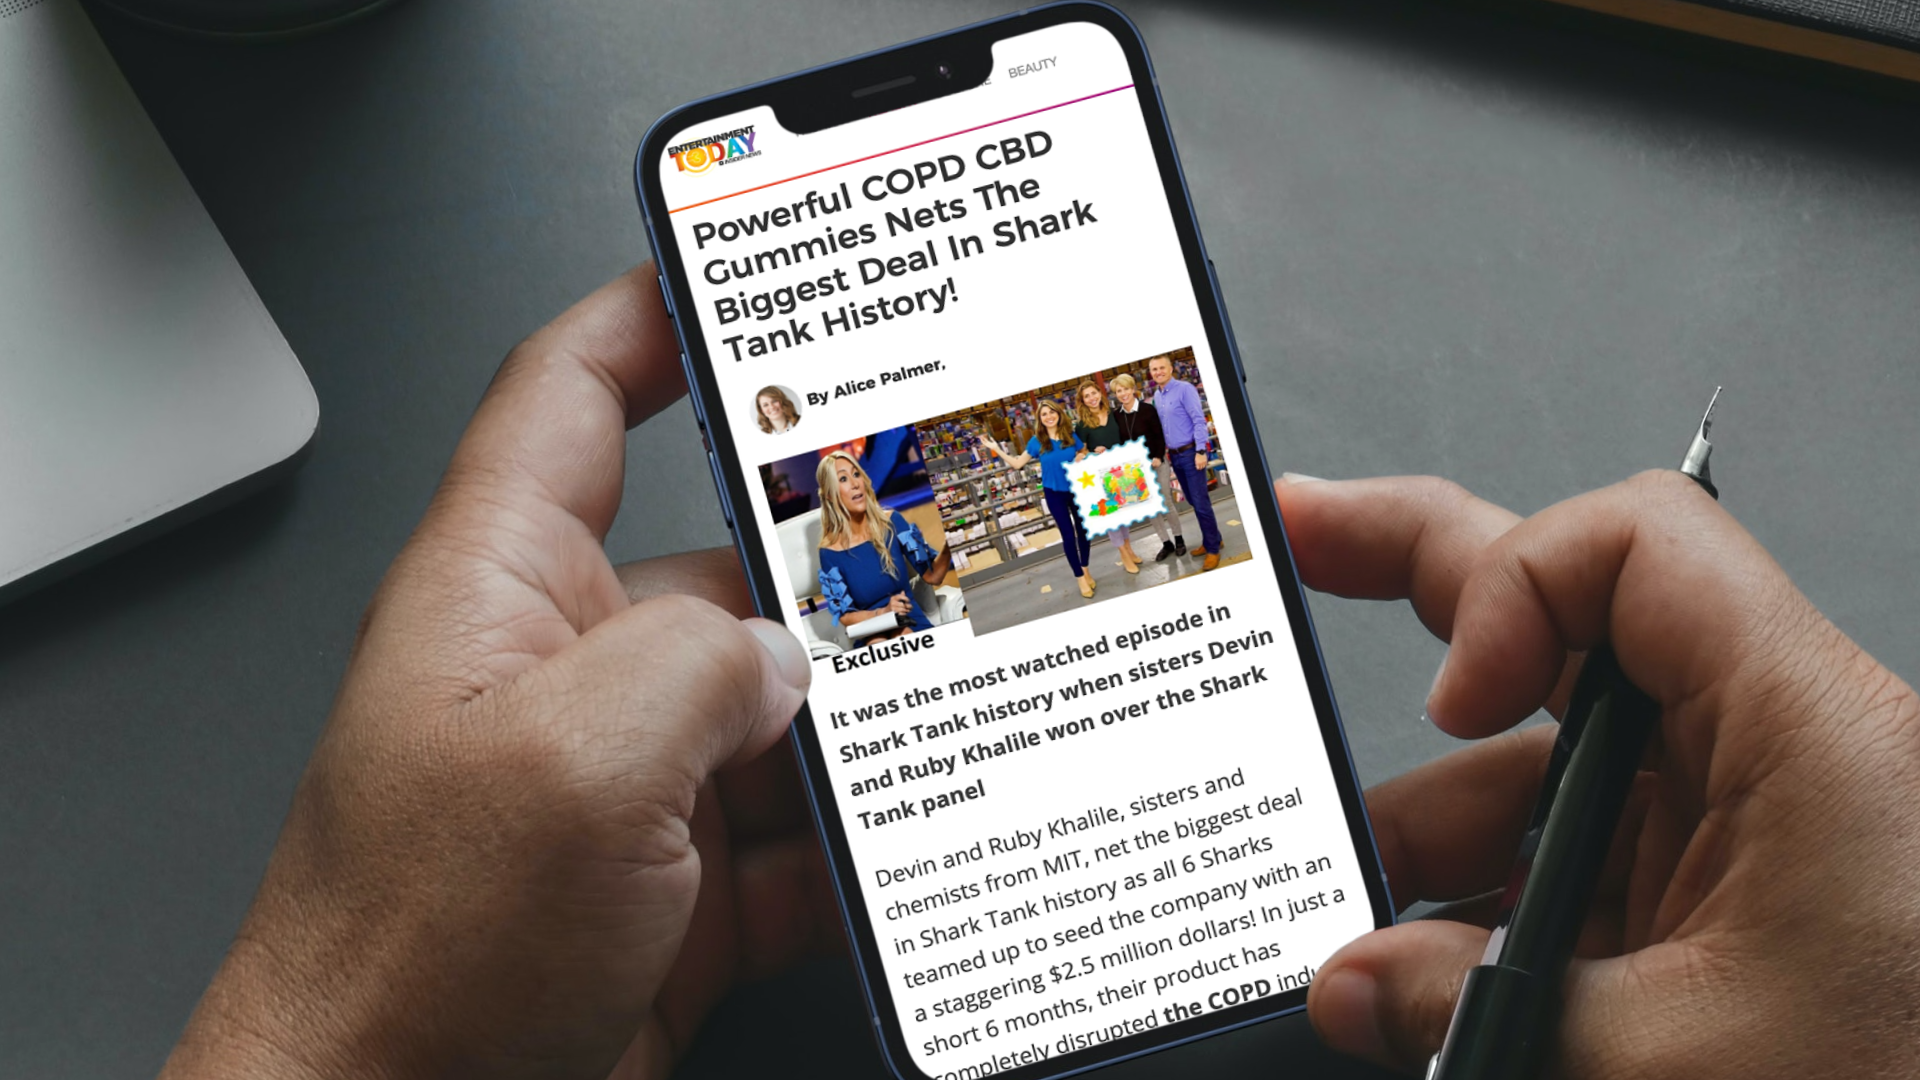 BEAUTY
ENTERTAINMENT
TODAY
INSIDER NEWS
Powerful COPD CBD
Gummies Nets The
Biggest Deal In Shark
Tank History!
By Alice Palmer,
Exclusive
It was the most watched episode in
Shark Tank history when sisters Devin
and Ruby Khalile won over the Shark
Tank panel
Devin and Ruby Khalile, sisters and
chemists from MIT, net the biggest deal
in Shark Tank history as all 6 Sharks
teamed up to seed the company with an
a staggering $2.5 million dollars! In just a
short 6 months, their product has
completely disrupted the COPD